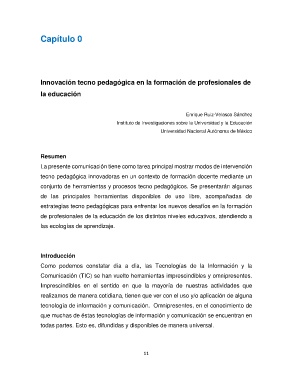 Capítulo 0
Innovación tecno pedagógica en la formación de profesionales de
la educación
Enrique Ruiz-Velasco Sánchez
Instituto de Investigaciones sobre la Universidad y la Educación
Universidad Nacional Autónoma de México
Resumen
La presente comunicación tiene como tarea principal mostrar modos de intervención
tecno pedagógica innovadoras en un contexto de formación docente mediante un
conjunto de herramientas y procesos tecno pedagógicos. Se presentarán algunas
de las principales herramientas disponibles de uso libre, acompañadas de
estrategias tecno pedagógicas para enfrentar los nuevos desafíos en la formación
de profesionales de la educación de los distintos niveles educativos, atendiendo a
las ecologías de aprendizaje.
Introducción
Como podemos constatar día a día, las Tecnologías de la Información y la
Comunicación (TIC) se han vuelto herramientas imprescindibles y omnipresentes.
Imprescindibles en el sentido en que la mayoría de nuestras actividades que
realizamos de manera cotidiana, tienen que ver con el uso y/o aplicación de alguna
tecnología de información y comunicación. Omnipresentes, en el conocimiento de
que muchas de éstas tecnologías de información y comunicación se encuentran en
todas partes. Esto es, difundidas y disponibles de manera universal.
11